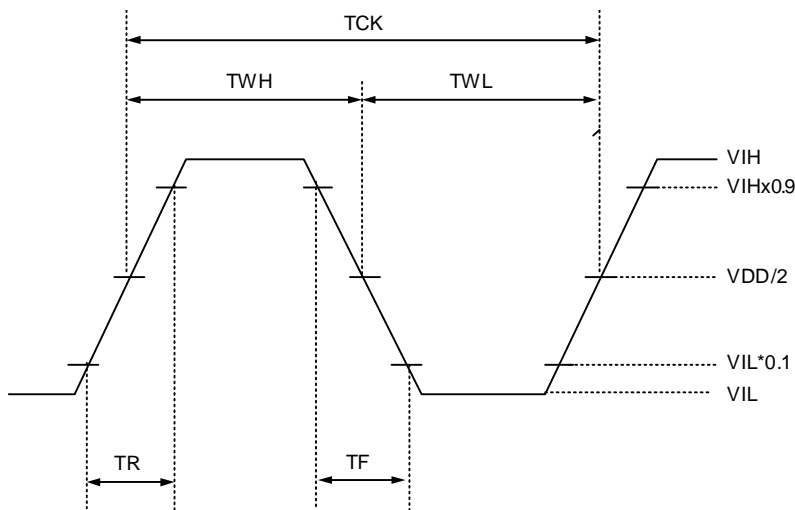 TCK
TWH
TWL
VIH
VIHx0.9
VDD/2
VIL*0.1
VIL
TR
TF